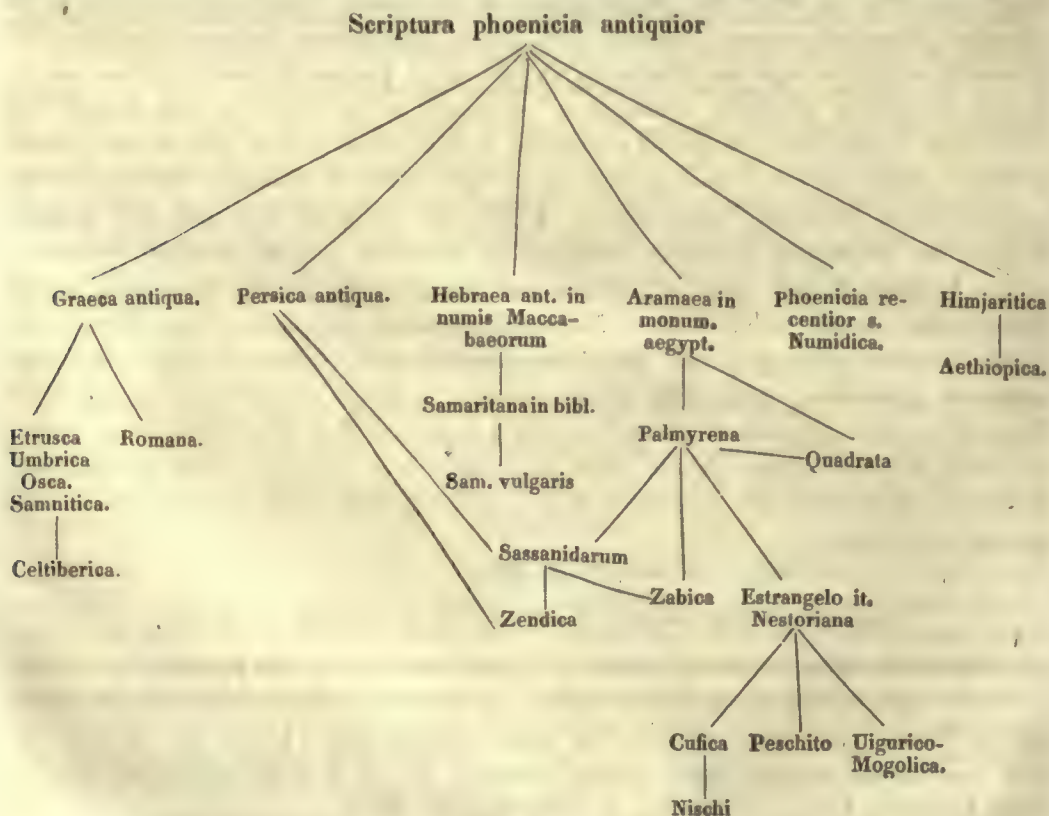 Scriptura phoenicia antiquior
Graeca antiqua.
Persica antiqua.
Hebraea ant. in
numis Macca-
baeorum
Aramaea in
monum.
aegypt.
Phoenicia re-
centior s.
Numidica.
Himjaritica
Aethiopica.
Samaritana in bibl.
Etrusca
Umbrica
Osca.
Samnitica.
Romana.
Palmyrena
Quadrata
Sam. vulgaris
Sassanidarum
Celtiberica.
Zendica
Zabica
Estrangelo it.
Nestoriana
Cufica
Peschito
Uigurico-
Mogolica.
Nischi